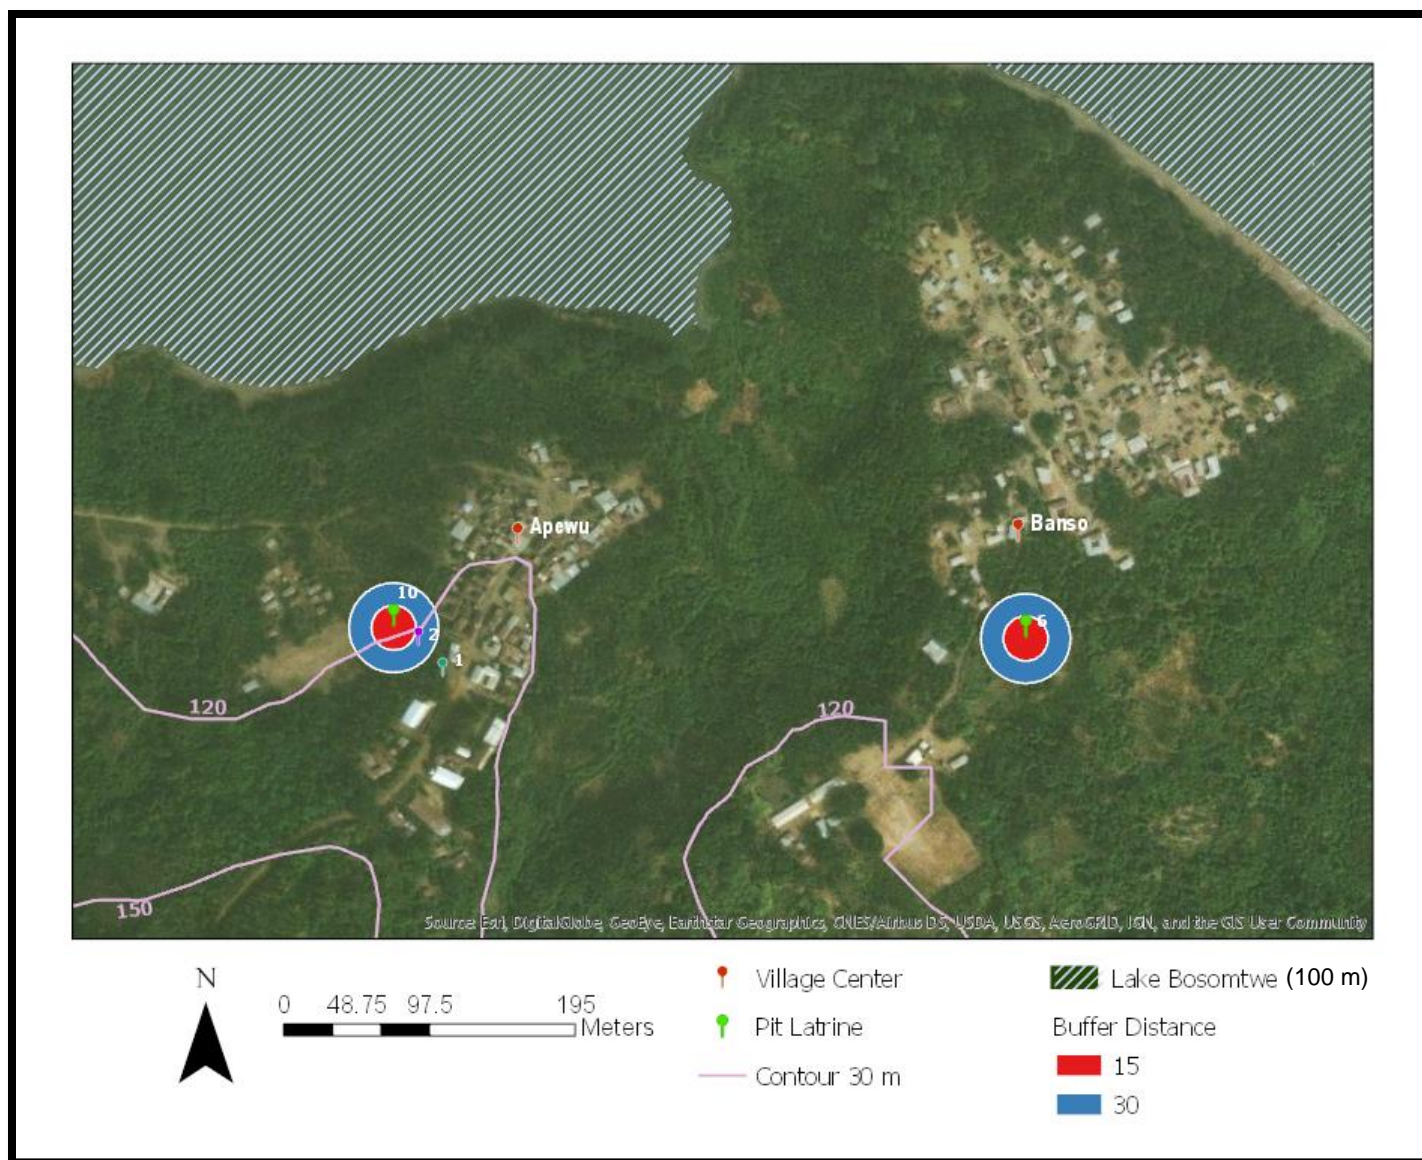 Apewu
Banso
10
2
1
6
120
120
150
Source: Esri, DigitalGlobe, GeoEye, Earthstar Geographics, CNES/Airbus DS, USDA, USGS, AeroGRID, IGN, and the GIS User Community
N
0 48.75 97.5 195
Meters
Village Center
Pit Latrine
Contour 30 m
Lake Bosomtwe (100 m)
Buffer Distance
15
30